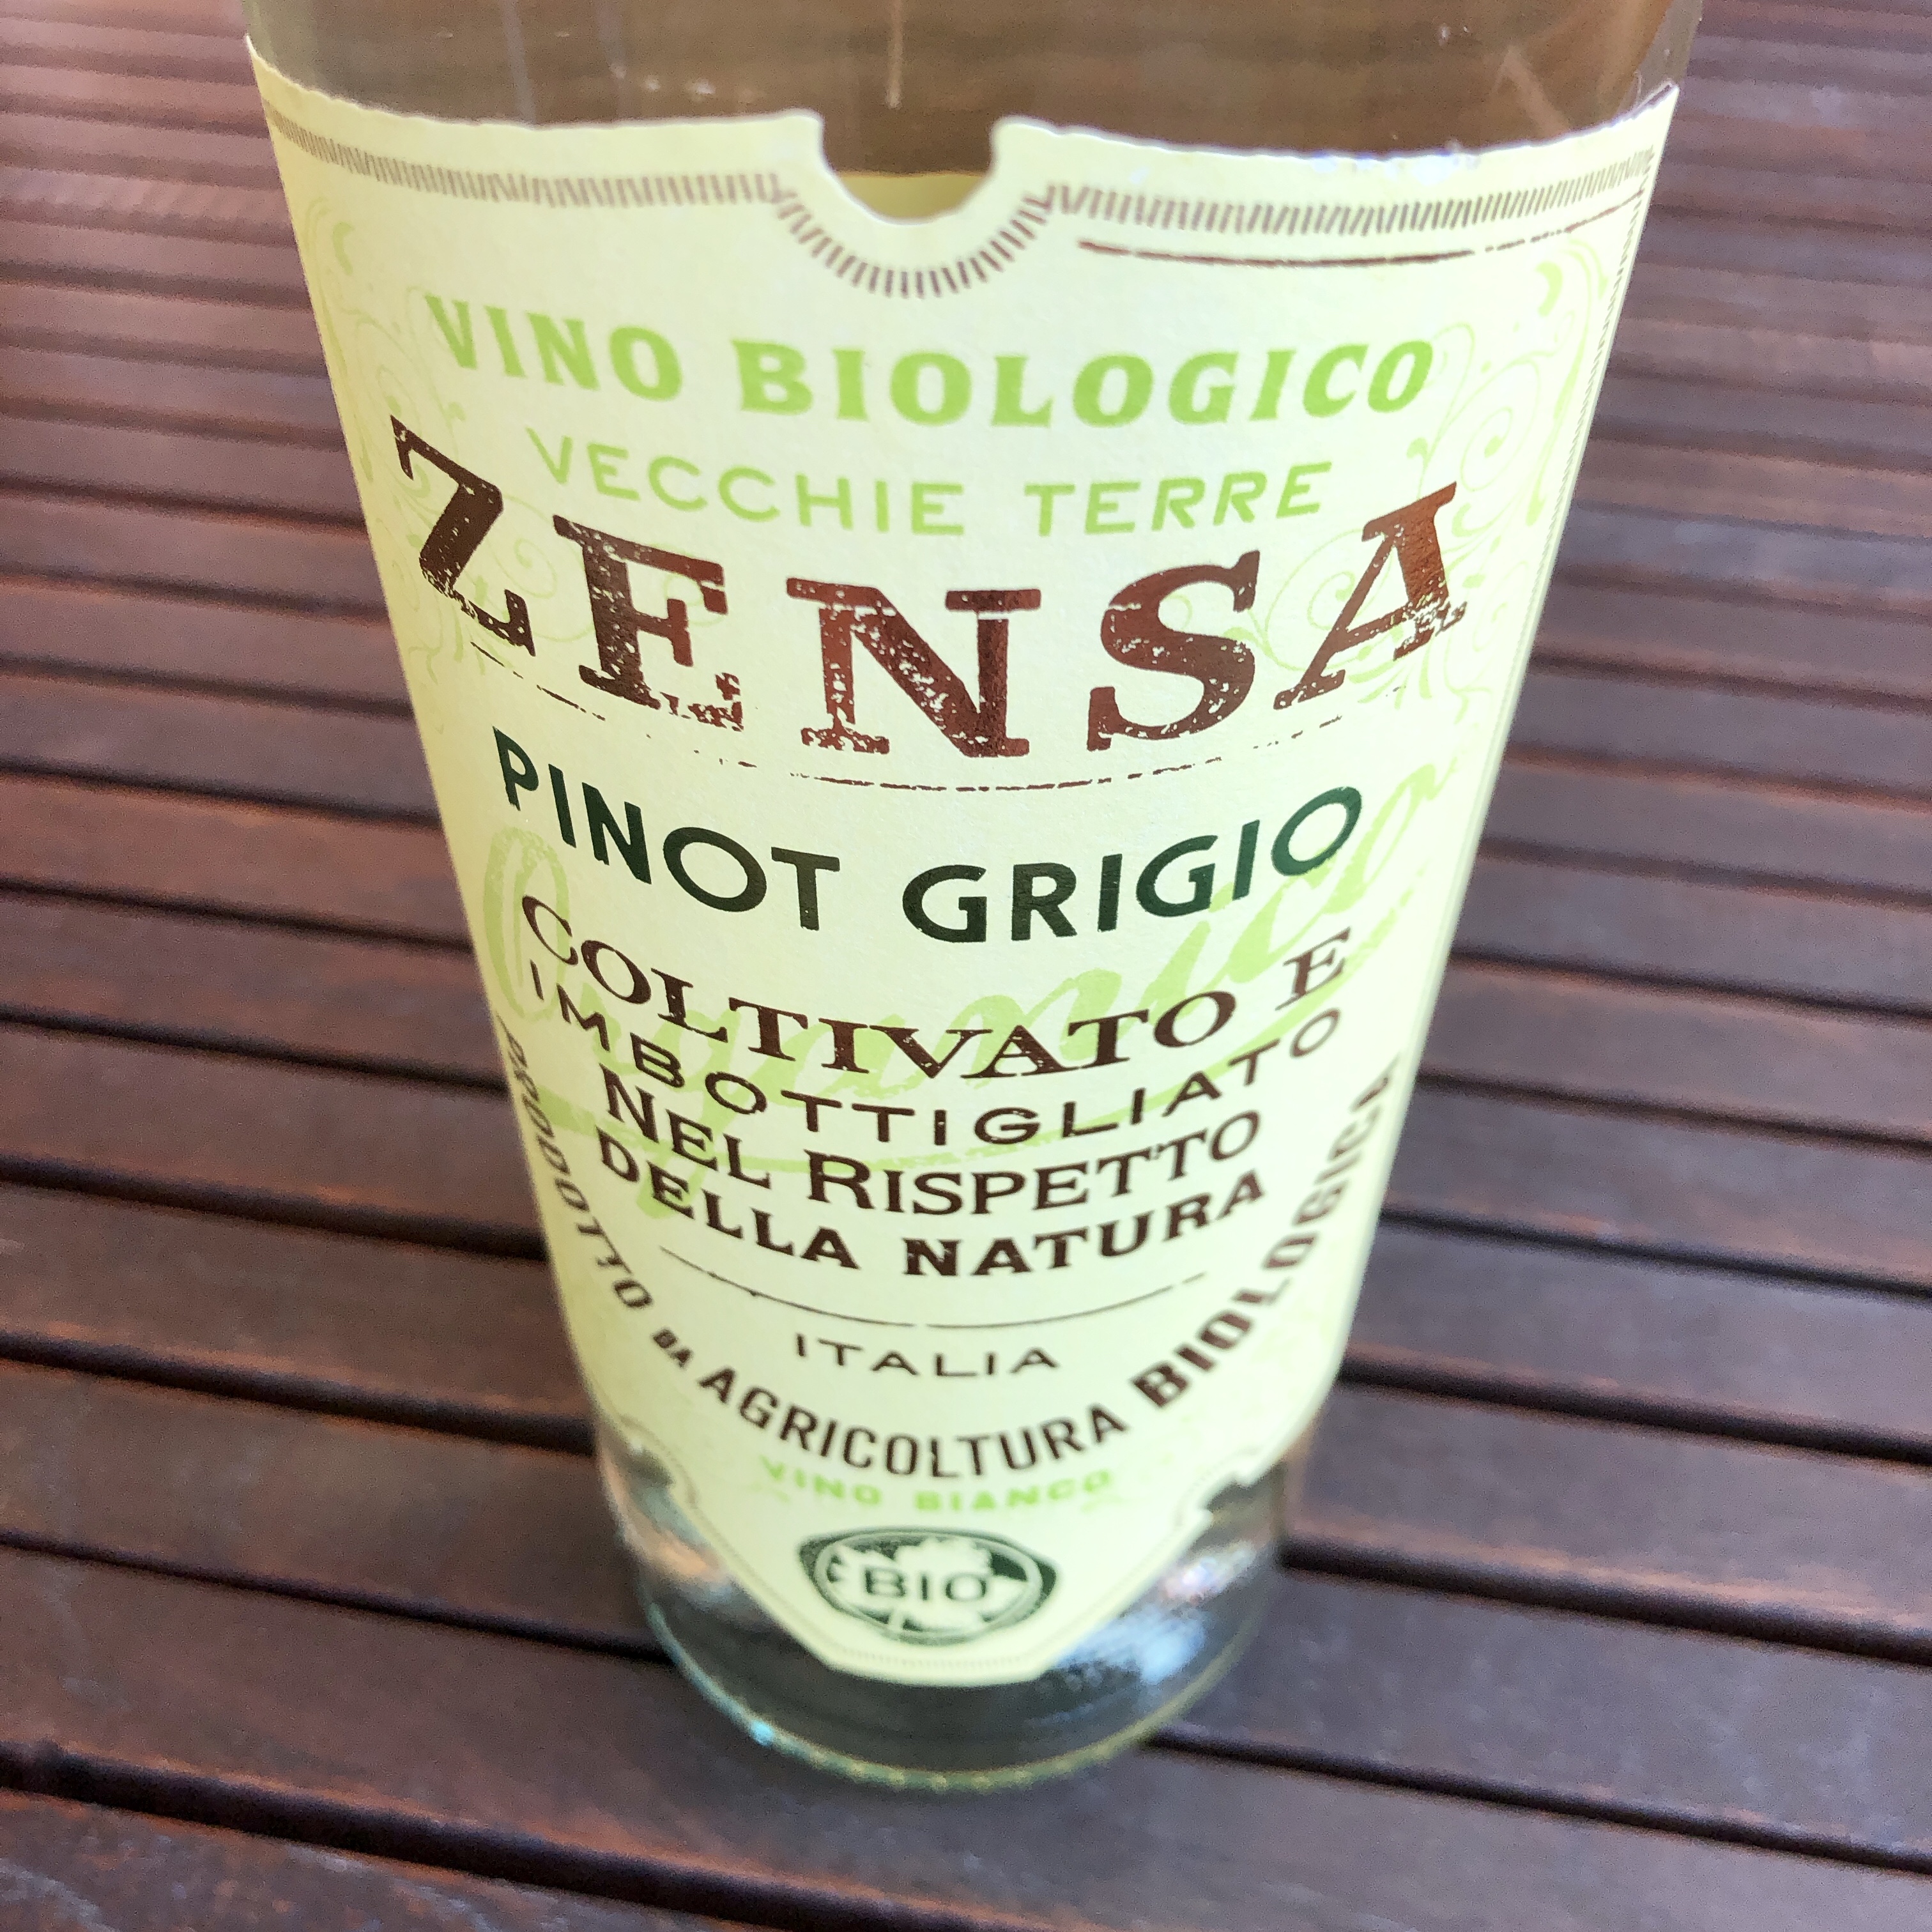 VINO BIOLOGICO
VECCHIE TERRE
ZENSA
PINOT GRIGIO
Organico
COLTIVATO E
IMBOTTIGLIATO
NEL RISPETTO
DELLA NATURA
ITALIA
PRODOTTO DA AGRICOLTURA BIOLOGICA
VINO BIANCO
BIO